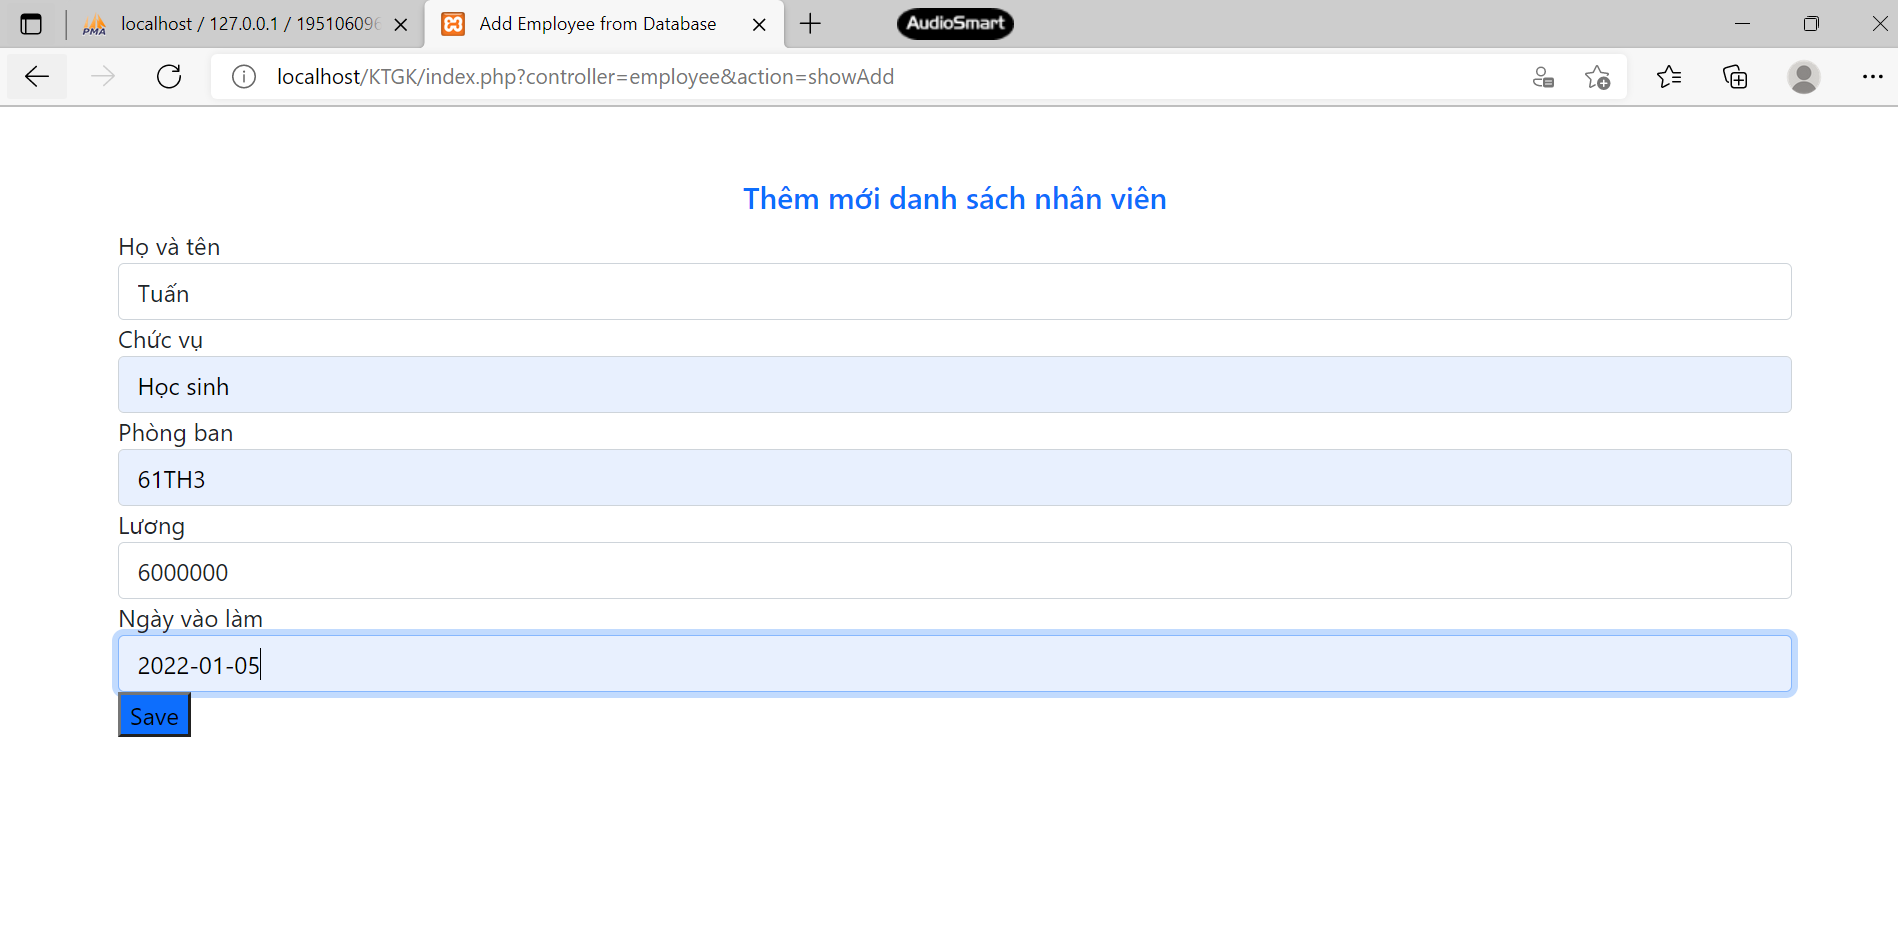 PMA localhost / 127.0.0.1 / 195106096
Add Employee from Database
AudioSmart
localhost/KTGK/index.php?controller=employee&action=showAdd
Thêm mới danh sách nhân viên
Họ và tên
Tuấn
Chức vụ
Học sinh
Phòng ban
61TH3
Lương
6000000
Ngày vào làm
2022-01-05
Save